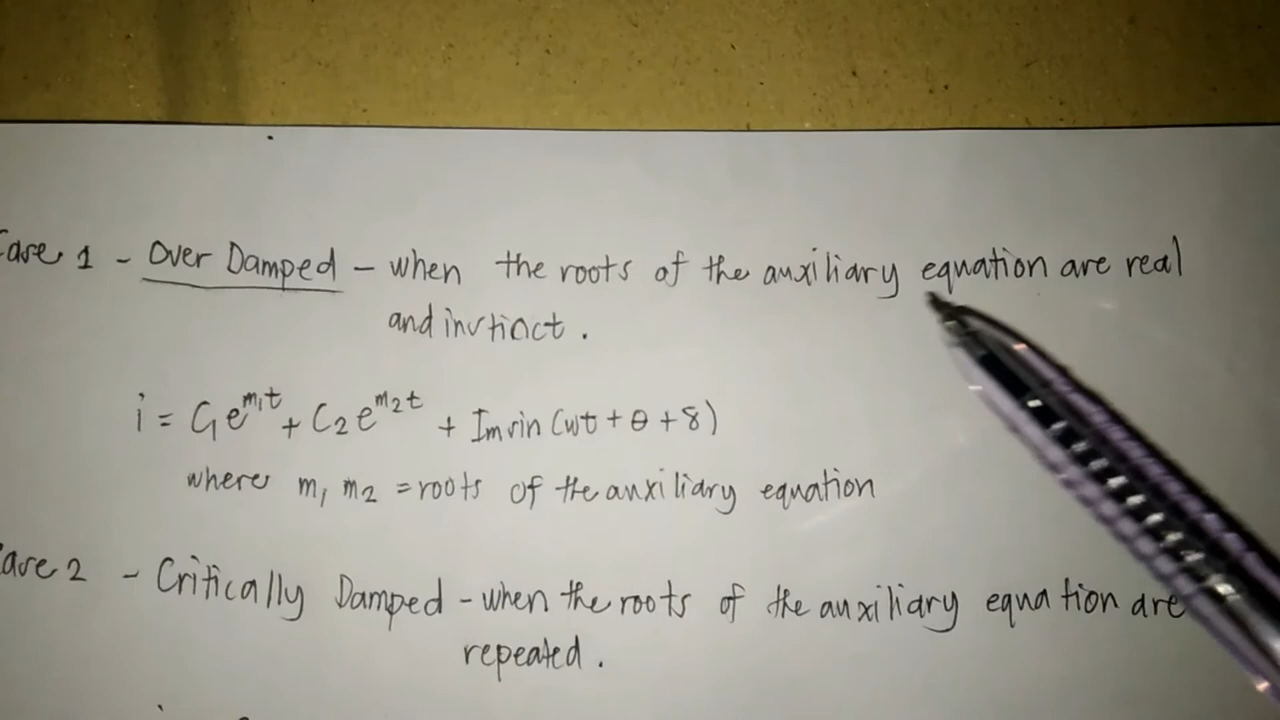 Case 1 - Over Damped - when the roots of the auxiliary equation are real
and instinct.
i = C₁e^m₁t + C₂e^m₂t + Imsin (wt + θ + δ)
where m₁ m₂ = roots of the auxiliary equation
Case 2 - Critically Damped - when the roots of the auxiliary equation are
repeated.